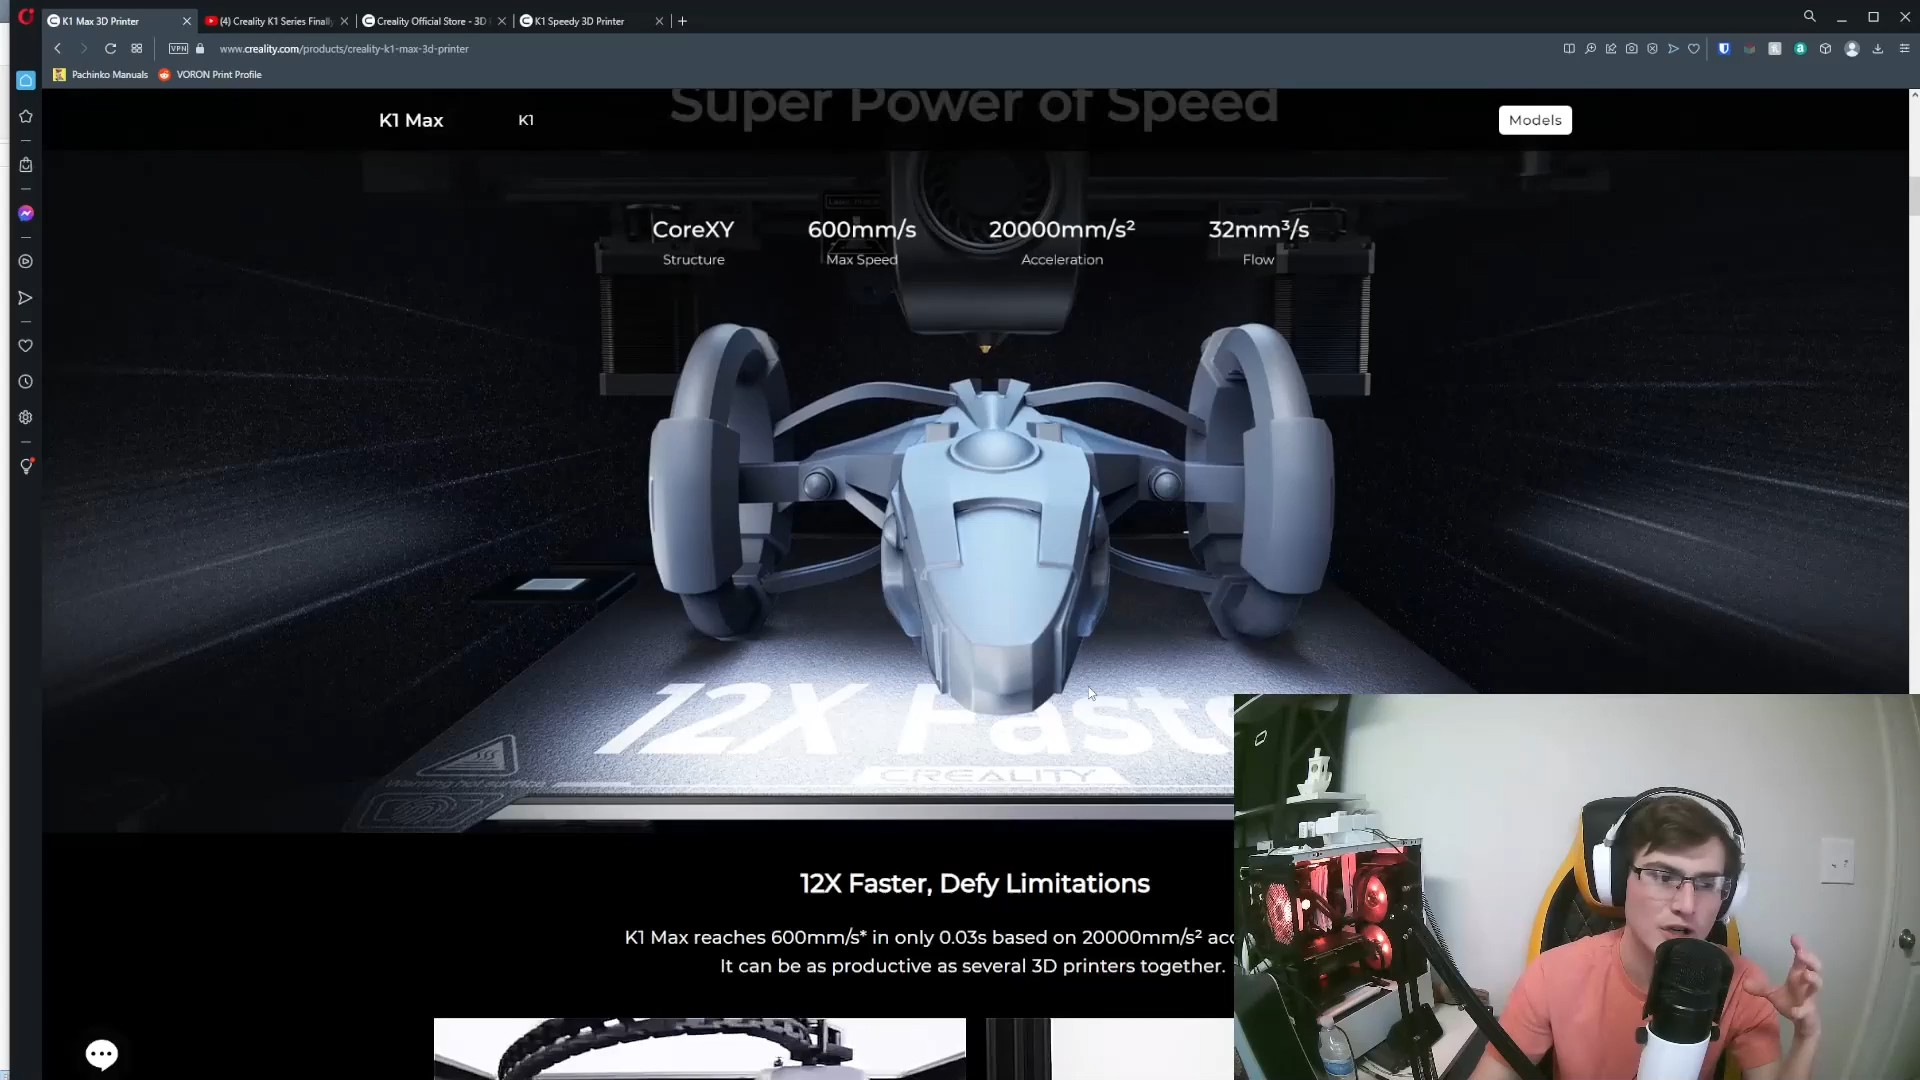 K1 Max 3D Printer
(4) Creality K1 Series Finall
Creality Official Store - 3D
K1 Speedy 3D Printer
VPN
www.creality.com/products/creality-k1-max-3d-printer
Pachinko Manuals
VORON Print Profile
Super Power of Speed
K1 Max
K1
Models
CoreXY
600mm/s
20000mm/s²
32mm³/s
Structure
Max Speed
Acceleration
Flow
12X Faste
CREALITY
12X Faster, Defy Limitations
K1 Max reaches 600mm/s* in only 0.03s based on 20000mm/s² acc
It can be as productive as several 3D printers together.